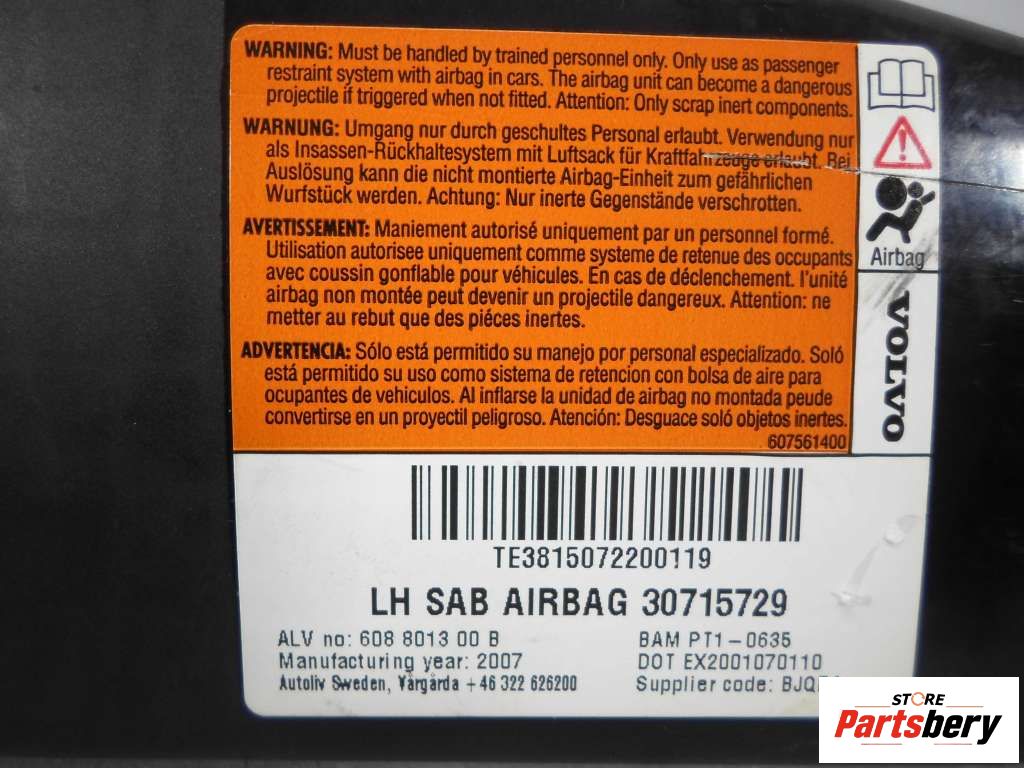 WARNING: Must be handled by trained personnel only. Only use as passenger
restraint system with airbag in cars. The airbag unit can become a dangerous
projectile if triggered when not fitted. Attention: Only scrap inert components.
WARNUNG: Umgang nur durch geschultes Personal erlaubt. Verwendung nur
als Insassen-Rückhaltesystem mit Luftsack für Kraftfahrzeuge erlaubt. Bei
Auslösung kann die nicht montierte Airbag-Einheit zum gefährlichen
Wurfstück werden. Achtung: Nur inerte Gegenstände verschrotten.
AVERTISSEMENT: Maniement autorisé uniquement par un personnel formé.
Utilisation autorisee uniquement comme systeme de retenue des occupants
avec coussin gonflable pour véhicules. En cas de déclenchement. l'unité
airbag non montée peut devenir un projectile dangereux. Attention: ne
metter au rebut que des piéces inertes.
ADVERTENCIA: Sólo está permitido su manejo por personal especializado. Soló
está permitido su uso como sistema de retencion con bolsa de aire para
ocupantes de vehiculos. Al inflarse la unidad de airbag no montada peude
convertirse en un proyectil peligroso. Atención: Desguace soló objetos inertes.
607561400
Airbag
VOLVO
TE3815072200119
LH SAB AIRBAG 30715729
ALV no: 608 8013 00 B
Manufacturing year: 2007
Autoliv Sweden, Vårgårda +46 322 626200
BAM PT1-0635
DOT EX2001070110
Supplier code:
STORE
Partsbery